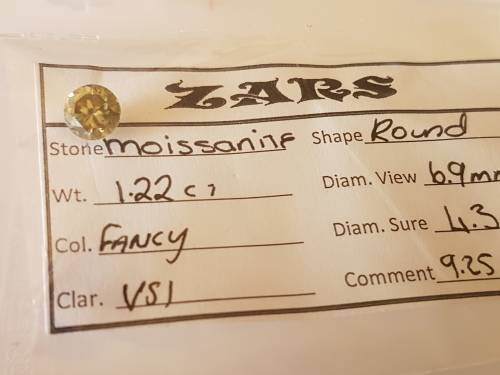 ZARS
Stone moissanite Shape Round
Wt. 1.22 ct Diam. View 6.9mm
Col. FANCY Diam. Sure 4.3
Clar. VS1 Comment 9.25